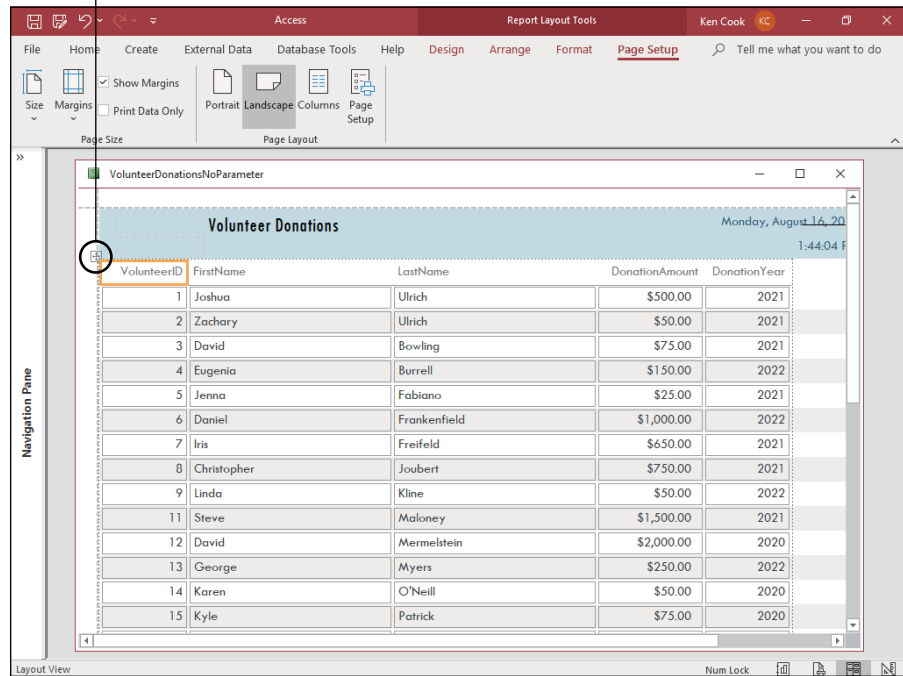 Access Report Layout Tools Ken Cook KC
File Home Create External Data Database Tools Help Design Arrange Format Page Setup Tell me what you want to do
Size Margins Show Margins Print Data Only Portrait Landscape Columns Page Setup
Page Size Page Layout
VolunteerDonationsNoParameter
Volunteer Donations Monday, August 16, 20
1:44:04 P
VolunteerID FirstName LastName DonationAmount DonationYear
1 Joshua Ulrich $500.00 2021
2 Zachary Ulrich $50.00 2021
3 David Bowling $75.00 2021
4 Eugenia Burrell $150.00 2022
5 Jenna Fabiano $25.00 2021
6 Daniel Frankenfield $1,000.00 2022
7 Iris Freifeld $650.00 2021
8 Christopher Joubert $750.00 2021
9 Linda Kline $50.00 2022
11 Steve Maloney $1,500.00 2021
12 David Mermelstein $2,000.00 2020
13 George Myers $250.00 2022
14 Karen O'Neill $50.00 2020
15 Kyle Patrick $75.00 2020
Navigation Pane
Layout View Num Lock